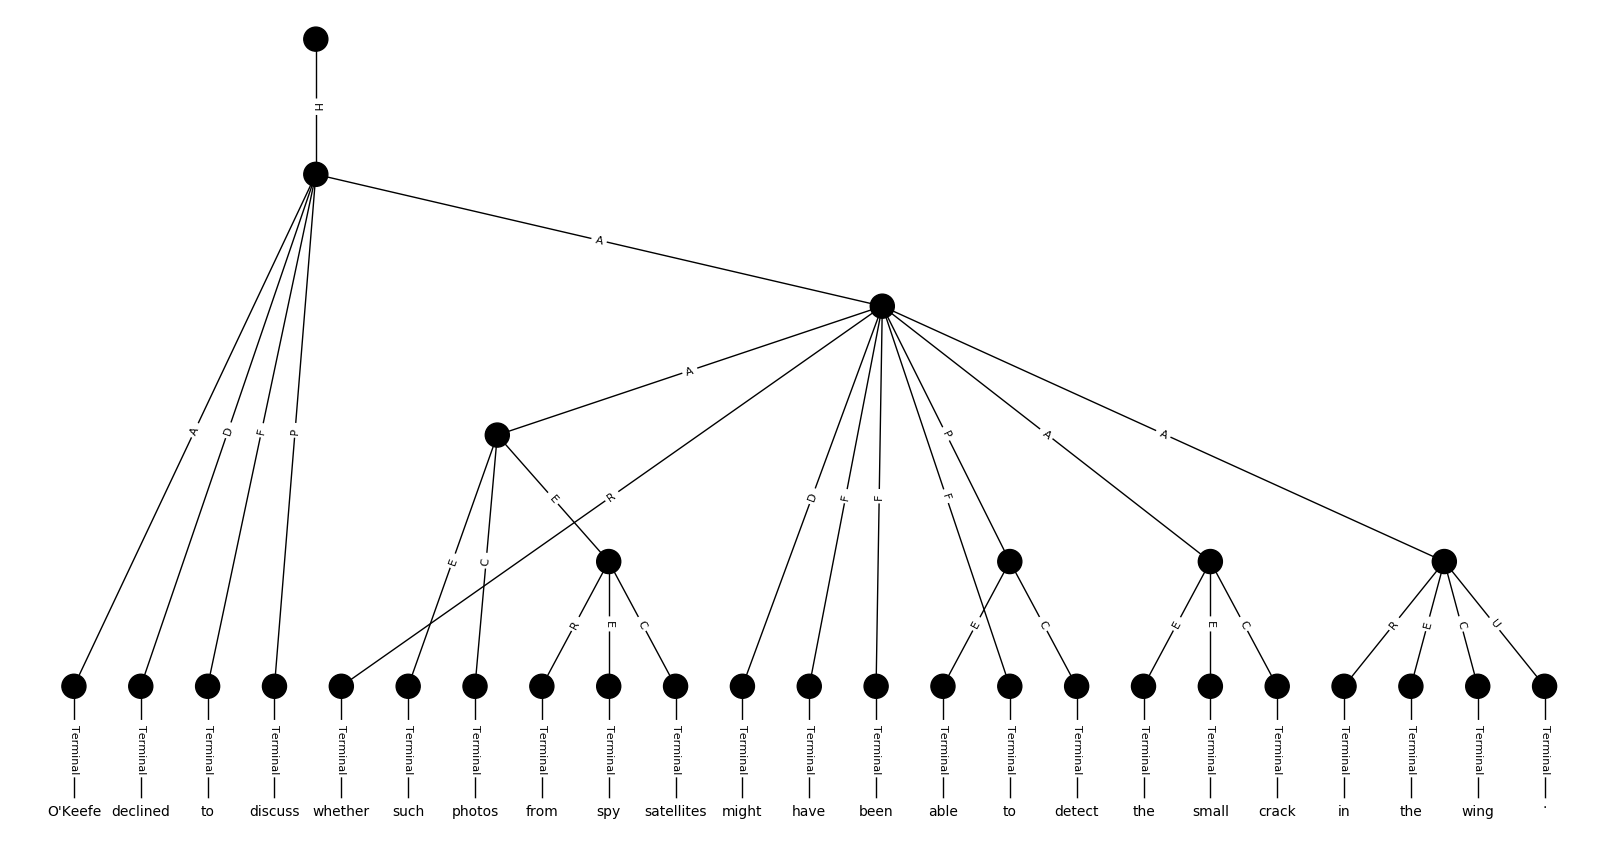 H
A
A
A D F P
P A A
D F F F
E R
E C
R E C
E C
E E C
R E C U
Terminal Terminal Terminal Terminal Terminal Terminal Terminal Terminal Terminal Terminal Terminal Terminal Terminal Terminal Terminal Terminal Terminal Terminal Terminal Terminal Terminal Terminal Terminal
O'Keefe declined to discuss whether such photos from spy satellites might have been able to detect the small crack in the wing .